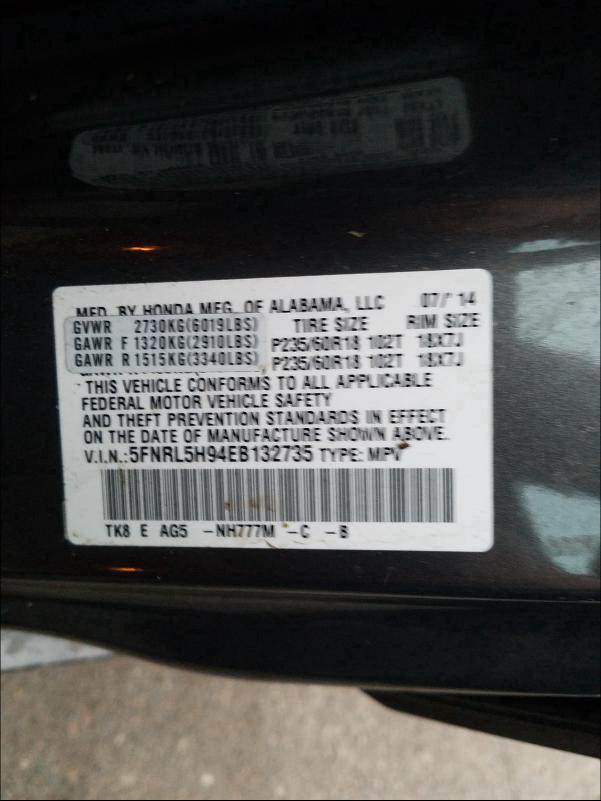 MFD. BY HONDA MFG. OF ALABAMA, LLC 07/'14
GVWR 2730KG(6019LBS) TIRE SIZE RIM SIZE
GAWR F 1320KG(2910LBS) P235/60R18 102T 18X7J
GAWR R 1515KG(3340LBS) P235/60R18 102T 18X7J
THIS VEHICLE CONFORMS TO ALL APPLICABLE
FEDERAL MOTOR VEHICLE SAFETY
AND THEFT PREVENTION STANDARDS IN EFFECT
ON THE DATE OF MANUFACTURE SHOWN ABOVE.
V.I.N.:5FNRL5H94EB132735 TYPE: MPV
TK8 E AG5 -NH777M -C -B